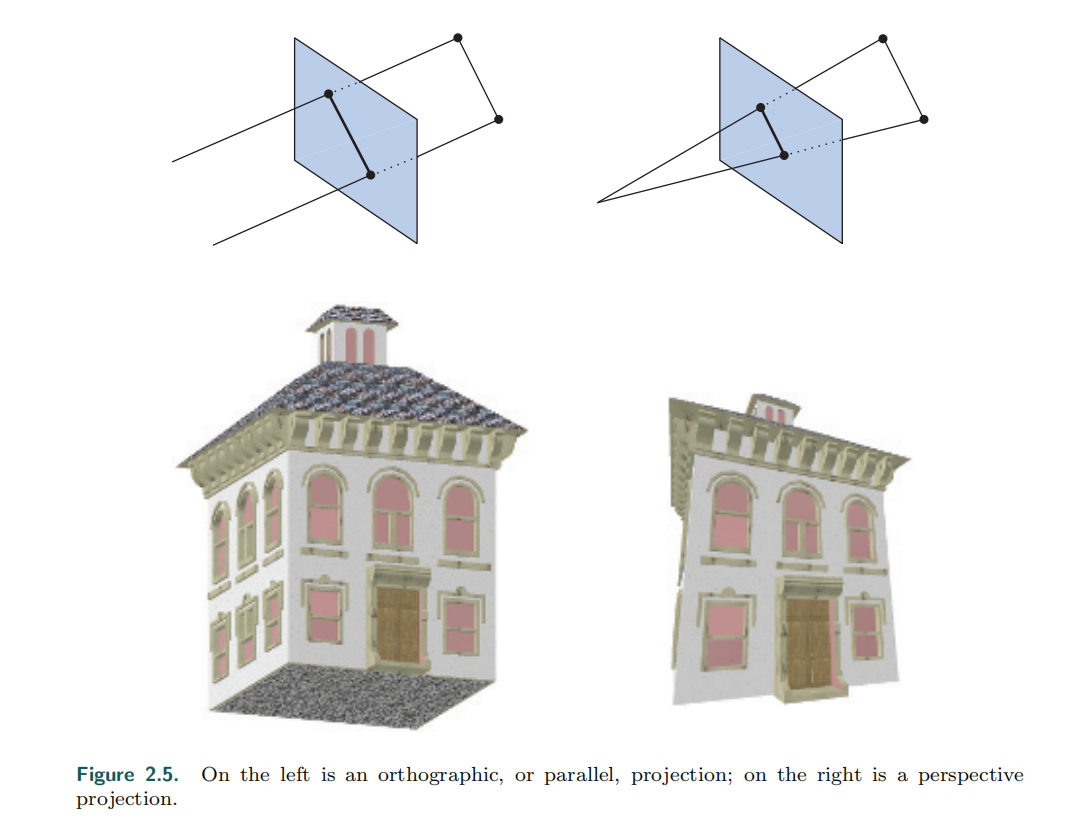 Figure 2.5. On the left is an orthographic, or parallel, projection; on the right is a perspective
projection.